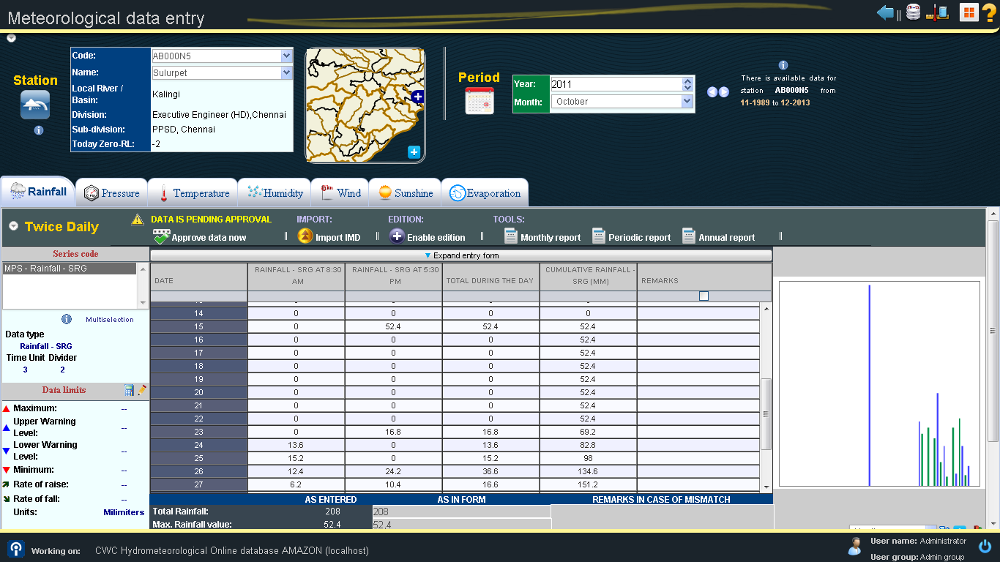 Meteorological data entry
Station
Code: AB000N5
Name: Sulurpet
Local River / Basin: Kalingi
Division: Executive Engineer (HD),Chennai
Sub-division: PPSD, Chennai
Today Zero-RL: -2
Period
Year: 2011
Month: October
There is available data for
station AB000N5 from
11-1989 to 12-2013
Rainfall Pressure Temperature Humidity Wind Sunshine Evaporation
Twice Daily
DATA IS PENDING APPROVAL IMPORT: EDITION: TOOLS:
Approve data now Import IMD Enable edition Monthly report Periodic report Annual report
Series code
MPS - Rainfall - SRG
Multiselection
Data type
Rainfall - SRG
Time Unit Divider
3 2
Data limits
Maximum: --
Upper Warning Level: --
Lower Warning Level: --
Minimum: --
Rate of raise: --
Rate of fall: --
Units: Milimiters
Expand entry form
DATE RAINFALL - SRG AT 8:30 AM RAINFALL - SRG AT 5:30 PM TOTAL DURING THE DAY CUMULATIVE RAINFALL - SRG (MM) REMARKS
14 0 0 0 0
15 0 52.4 52.4 52.4
16 0 0 0 52.4
17 0 0 0 52.4
18 0 0 0 52.4
19 0 0 0 52.4
20 0 0 0 52.4
21 0 0 0 52.4
22 0 0 0 52.4
23 0 16.8 16.8 69.2
24 13.6 0 13.6 82.8
25 15.2 0 15.2 98
26 12.4 24.2 36.6 134.6
27 6.2 10.4 16.6 151.2
AS ENTERED AS IN FORM REMARKS IN CASE OF MISMATCH
Total Rainfall: 208 208
Max. Rainfall value: 52.4 52,4
Working on: CWC Hydrometeorological Online database AMAZON (localhost)
User name: Administrator
User group: Admin group